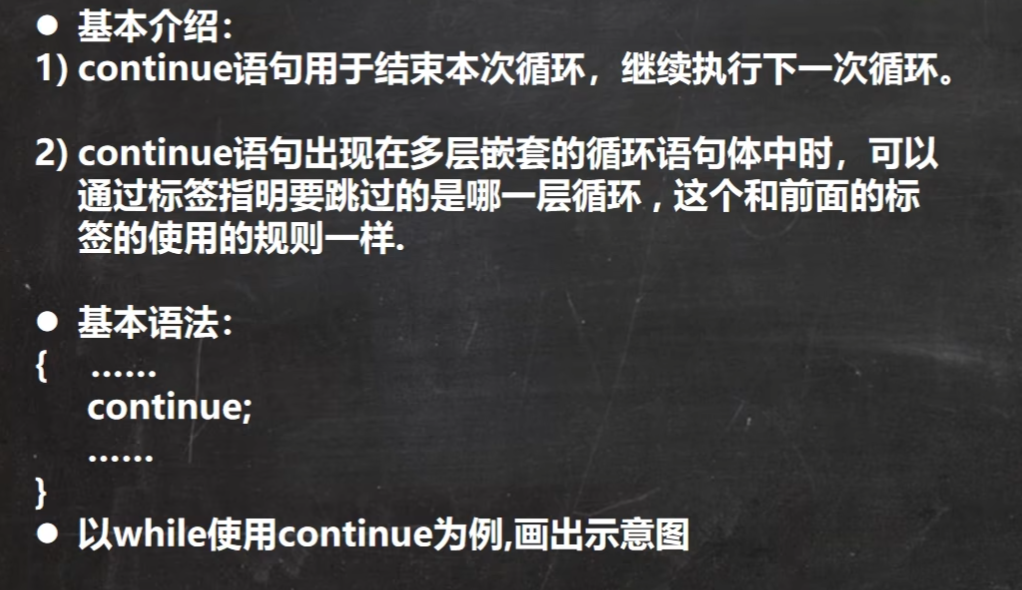 ● 基本介绍：
1) continue语句用于结束本次循环，继续执行下一次循环。
2) continue语句出现在多层嵌套的循环语句体中时，可以
通过标签指明要跳过的是哪一层循环 , 这个和前面的标
签的使用的规则一样.
● 基本语法：
{ ……
continue;
……
}
● 以while使用continue为例,画出示意图